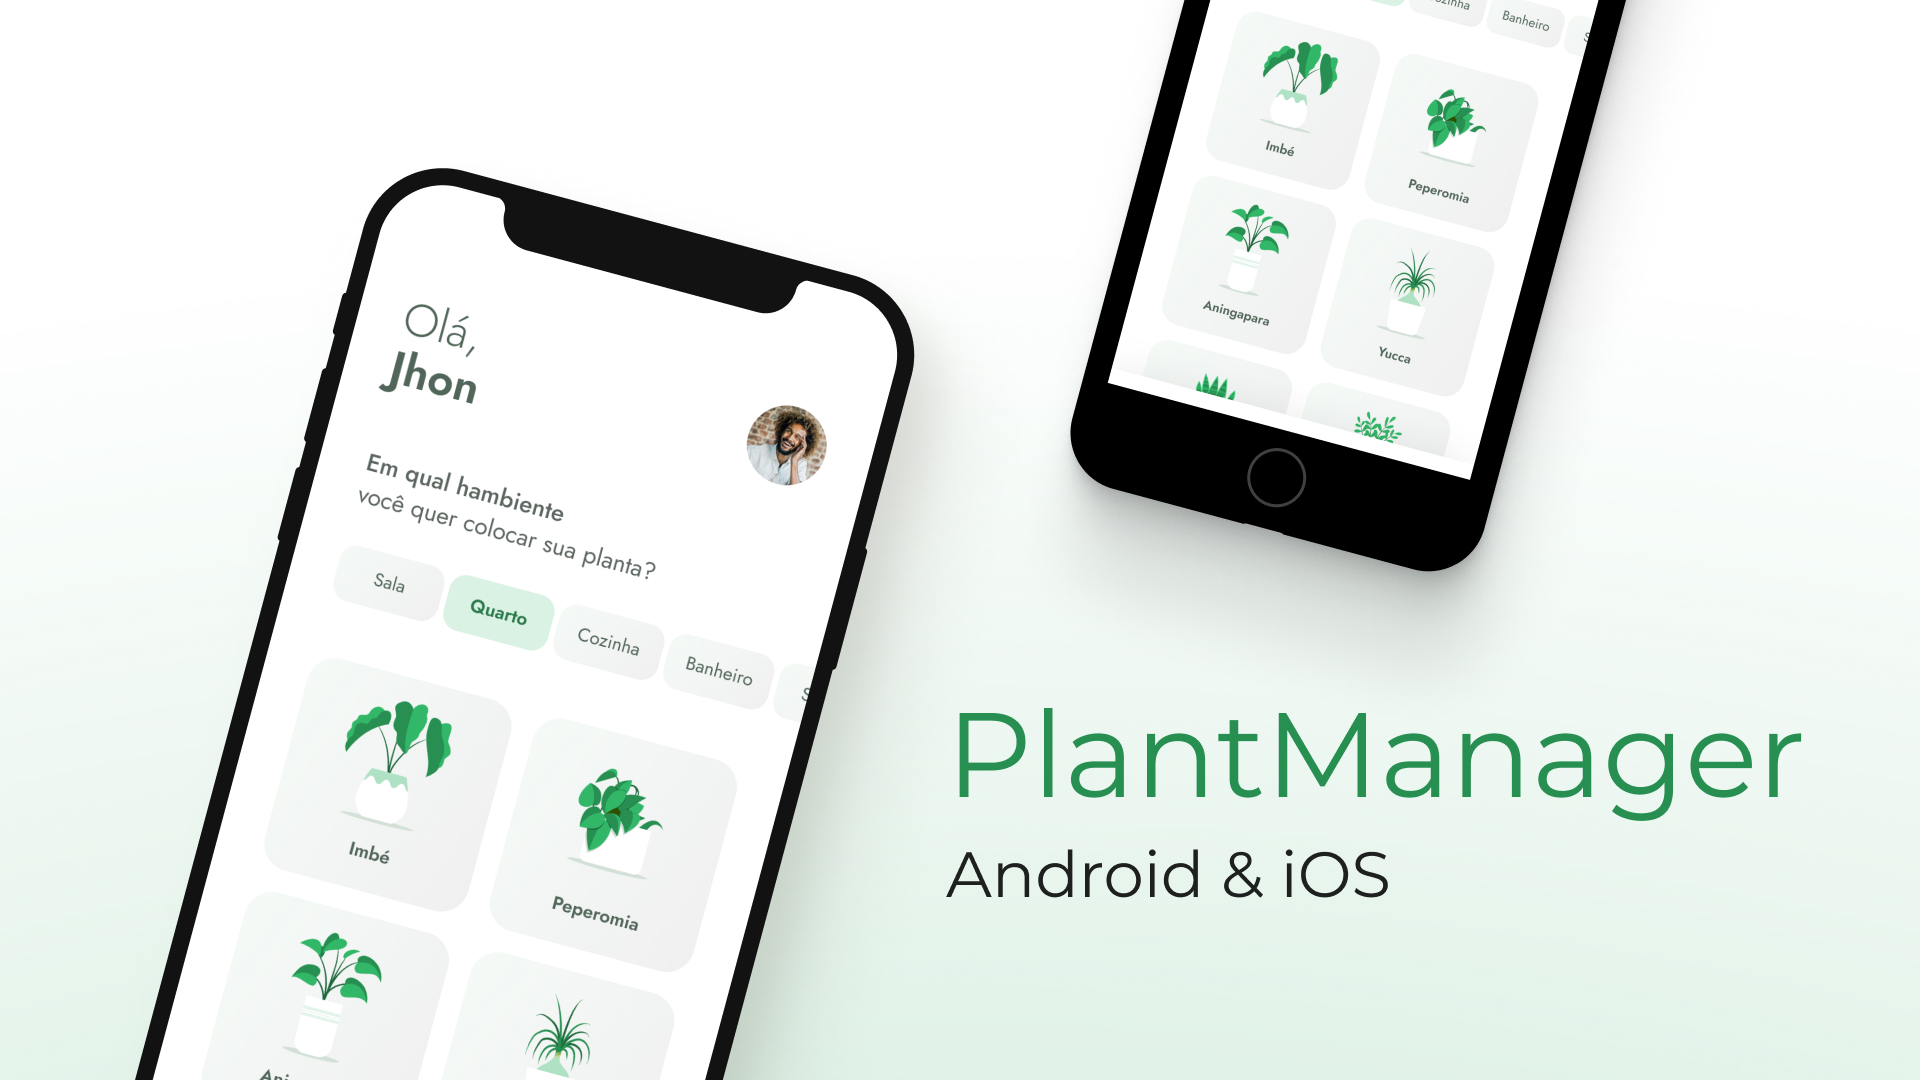 Olá,
Jhon
Em qual hambiente
você quer colocar sua planta?
Sala
Quarto
Cozinha
Banheiro
Imbé
Peperomia
Banheiro
Imbé
Peperomia
Aningapara
Yucca
PlantManager
Android & iOS